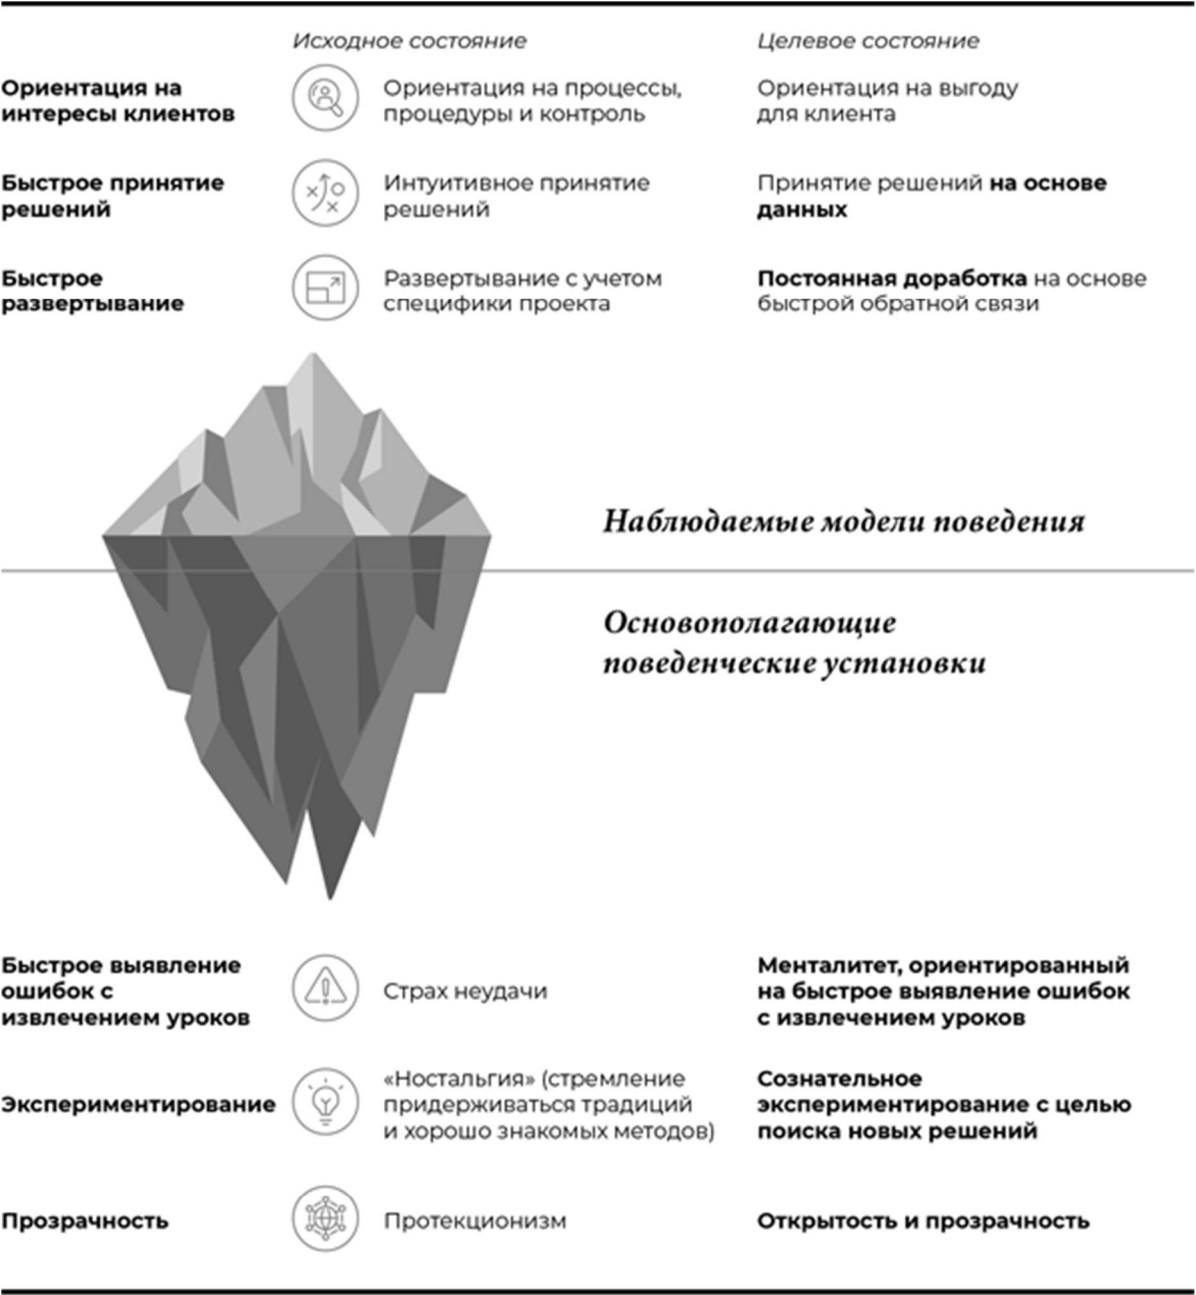 Исходное состояние
Целевое состояние
Ориентация на
интересы клиентов
Ориентация на процессы,
процедуры и контроль
Ориентация на выгоду
для клиента
Быстрое принятие
решений
Интуитивное принятие
решений
Принятие решений на основе
данных
Быстрое
развертывание
Развертывание с учетом
специфики проекта
Постоянная доработка на основе
быстрой обратной связи
Наблюдаемые модели поведения
Основополагающие
поведенческие установки
Быстрое выявление
ошибок с
извлечением уроков
Страх неудачи
Менталитет, ориентированный
на быстрое выявление ошибок
с извлечением уроков
Экспериментирование
«Ностальгия» (стремление
придерживаться традиций
и хорошо знакомых методов)
Сознательное
экспериментирование с целью
поиска новых решений
Прозрачность
Протекционизм
Открытость и прозрачность